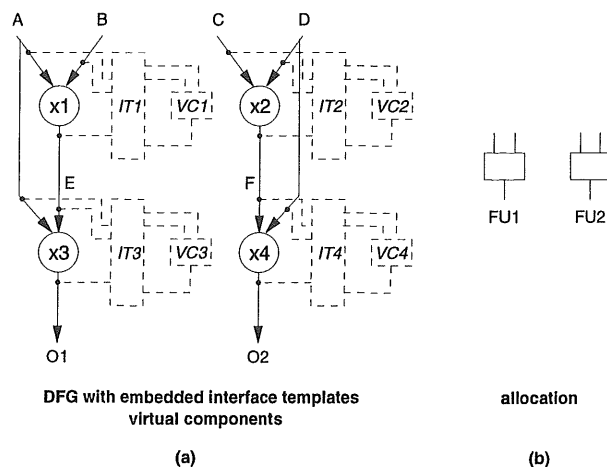 A B C D
x1 IT1 VC1 x2 IT2 VC2
E F
x3 IT3 VC3 x4 IT4 VC4
O1 O2
FU1 FU2
DFG with embedded interface templates
virtual components
allocation
(a) (b)